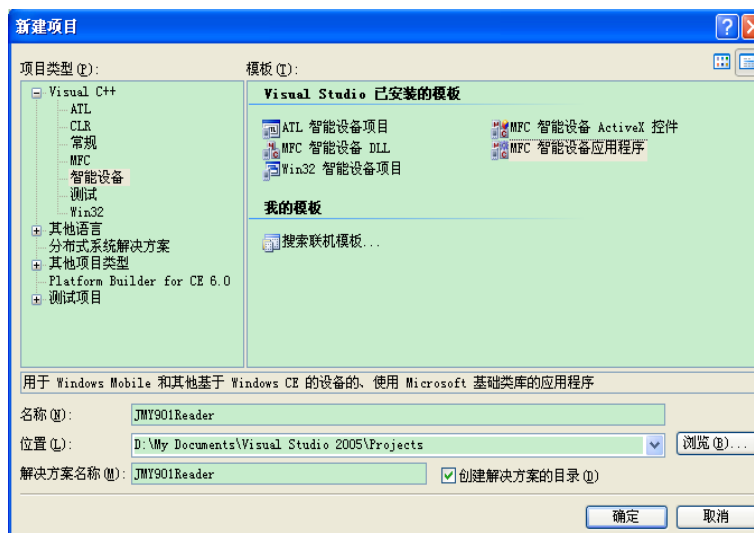 新建项目
项目类型(P):
模板(T):
Visual C++
ATL
CLR
常规
MFC
智能设备
测试
Win32
其他语言
分布式系统解决方案
其他项目类型
Platform Builder for CE 6.0
测试项目
Visual Studio 已安装的模板
ATL 智能设备项目
MFC 智能设备 ActiveX 控件
MFC 智能设备 DLL
MFC 智能设备应用程序
Win32 智能设备项目
我的模板
搜索联机模板...
用于 Windows Mobile 和其他基于 Windows CE 的设备的、使用 Microsoft 基础类库的应用程序
名称(N): JMY901Reader
位置(L): D:\My Documents\Visual Studio 2005\Projects 浏览(B)...
解决方案名称(M): JMY901Reader 创建解决方案的目录(D)
确定 取消